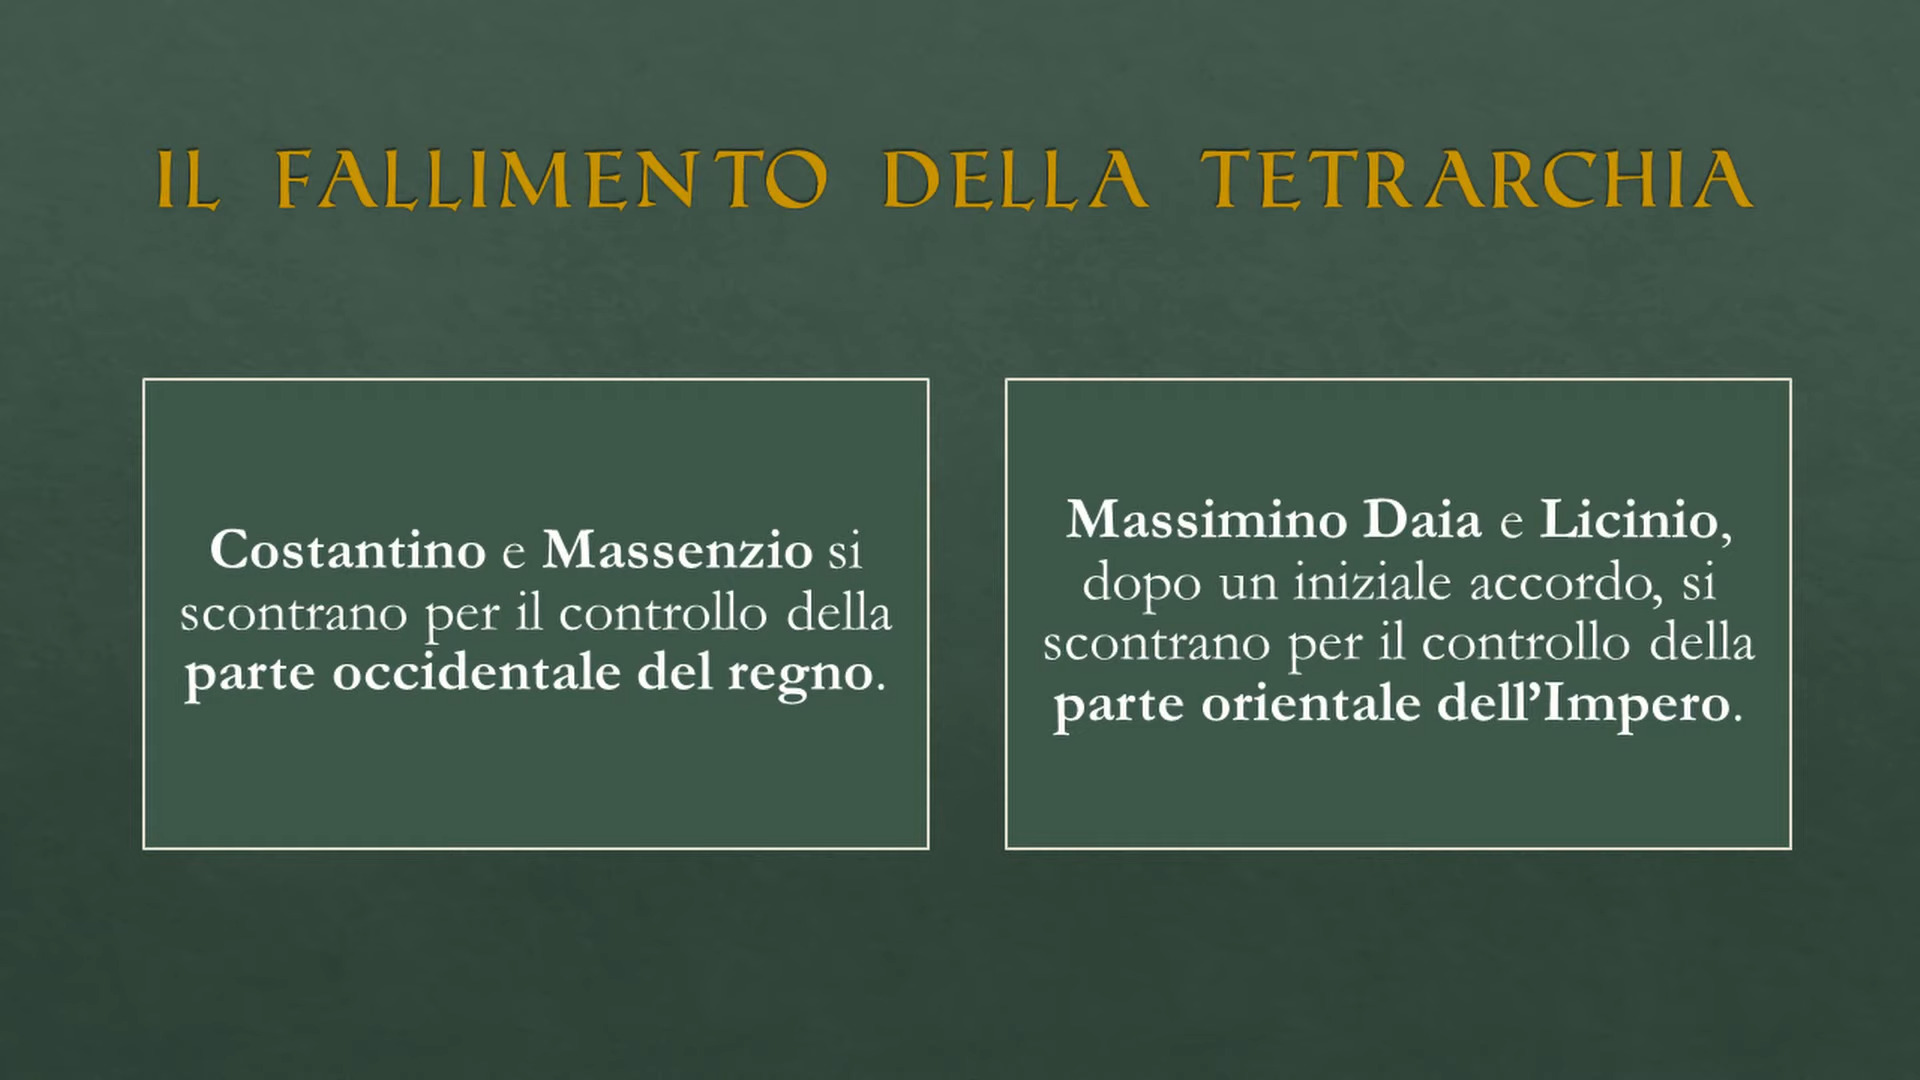 IL FALLIMENTO DELLA TETRARCHIA
Costantino e Massenzio si
scontrano per il controllo della
parte occidentale del regno.
Massimino Daia e Licinio,
dopo un iniziale accordo, si
scontrano per il controllo della
parte orientale dell’Impero.